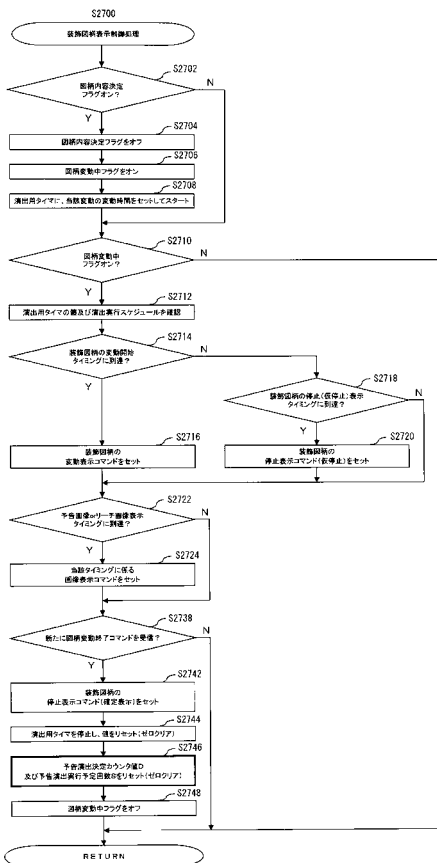 S2700
装飾図柄表示制御処理
S2702
図柄内容決定
フラグオン？
N
Y
S2704
図柄内容決定フラグをオフ
S2706
図柄変動中フラグをオン
S2708
演出用タイマに、当該変動の変動時間をセットしてスタート
S2710
図柄変動中
フラグオン？
N
Y
S2712
演出用タイマの値及び演出実行スケジュールを確認
S2714
装飾図柄の変動開始
タイミングに到達？
N
Y
S2718
装飾図柄の停止(仮停止)表示
タイミングに到達？
N
Y
S2716
装飾図柄の
変動表示コマンドをセット
S2720
装飾図柄の
停止表示コマンド(仮停止)をセット
S2722
予告画像orリーチ画像表示
タイミングに到達？
N
Y
S2724
当該タイミングに係る
画像表示コマンドをセット
S2738
新たに図柄変動終了コマンドを受信？
N
Y
S2742
装飾図柄の
停止表示コマンド(確定表示)をセット
S2744
演出用タイマを停止し、値をリセット(ゼロクリア)
S2746
予告演出決定カウンタ値D
及び予告演出実行予定回数Sをリセット(ゼロクリア)
S2748
図柄変動中フラグをオフ
RETURN